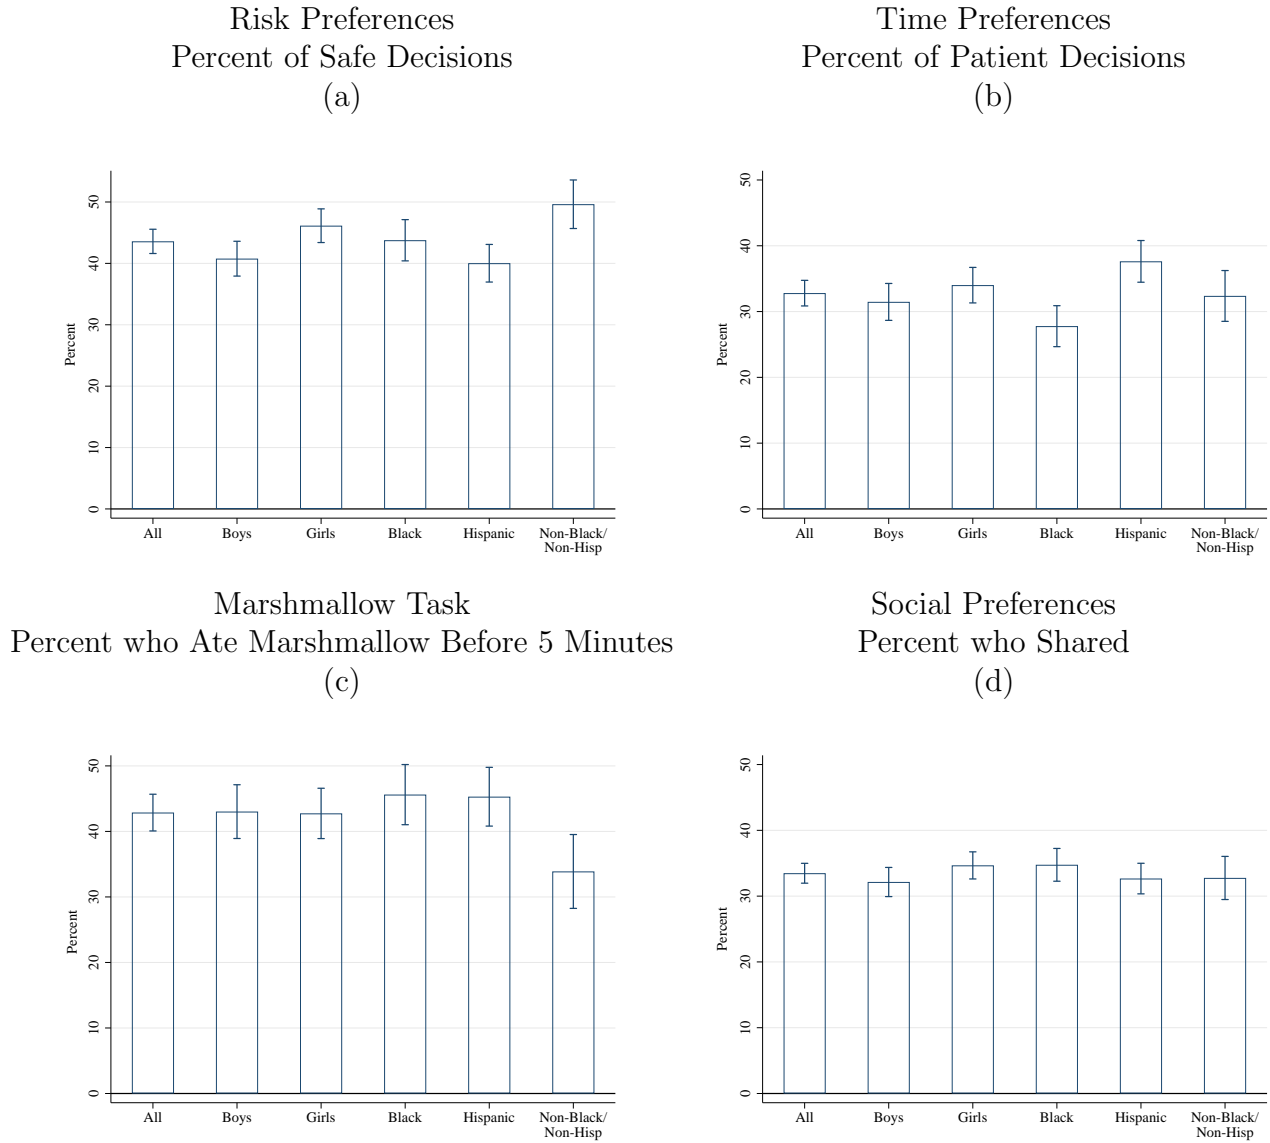 Risk Preferences
Percent of Safe Decisions
(a)
Percent
50
40
30
20
10
0
All
Boys
Girls
Black
Hispanic
Non-Black/
Non-Hisp
Time Preferences
Percent of Patient Decisions
(b)
Percent
50
40
30
20
10
0
All
Boys
Girls
Black
Hispanic
Non-Black/
Non-Hisp
Marshmallow Task
Percent who Ate Marshmallow Before 5 Minutes
(c)
Percent
50
40
30
20
10
0
All
Boys
Girls
Black
Hispanic
Non-Black/
Non-Hisp
Social Preferences
Percent who Shared
(d)
Percent
50
40
30
20
10
0
All
Boys
Girls
Black
Hispanic
Non-Black/
Non-Hisp